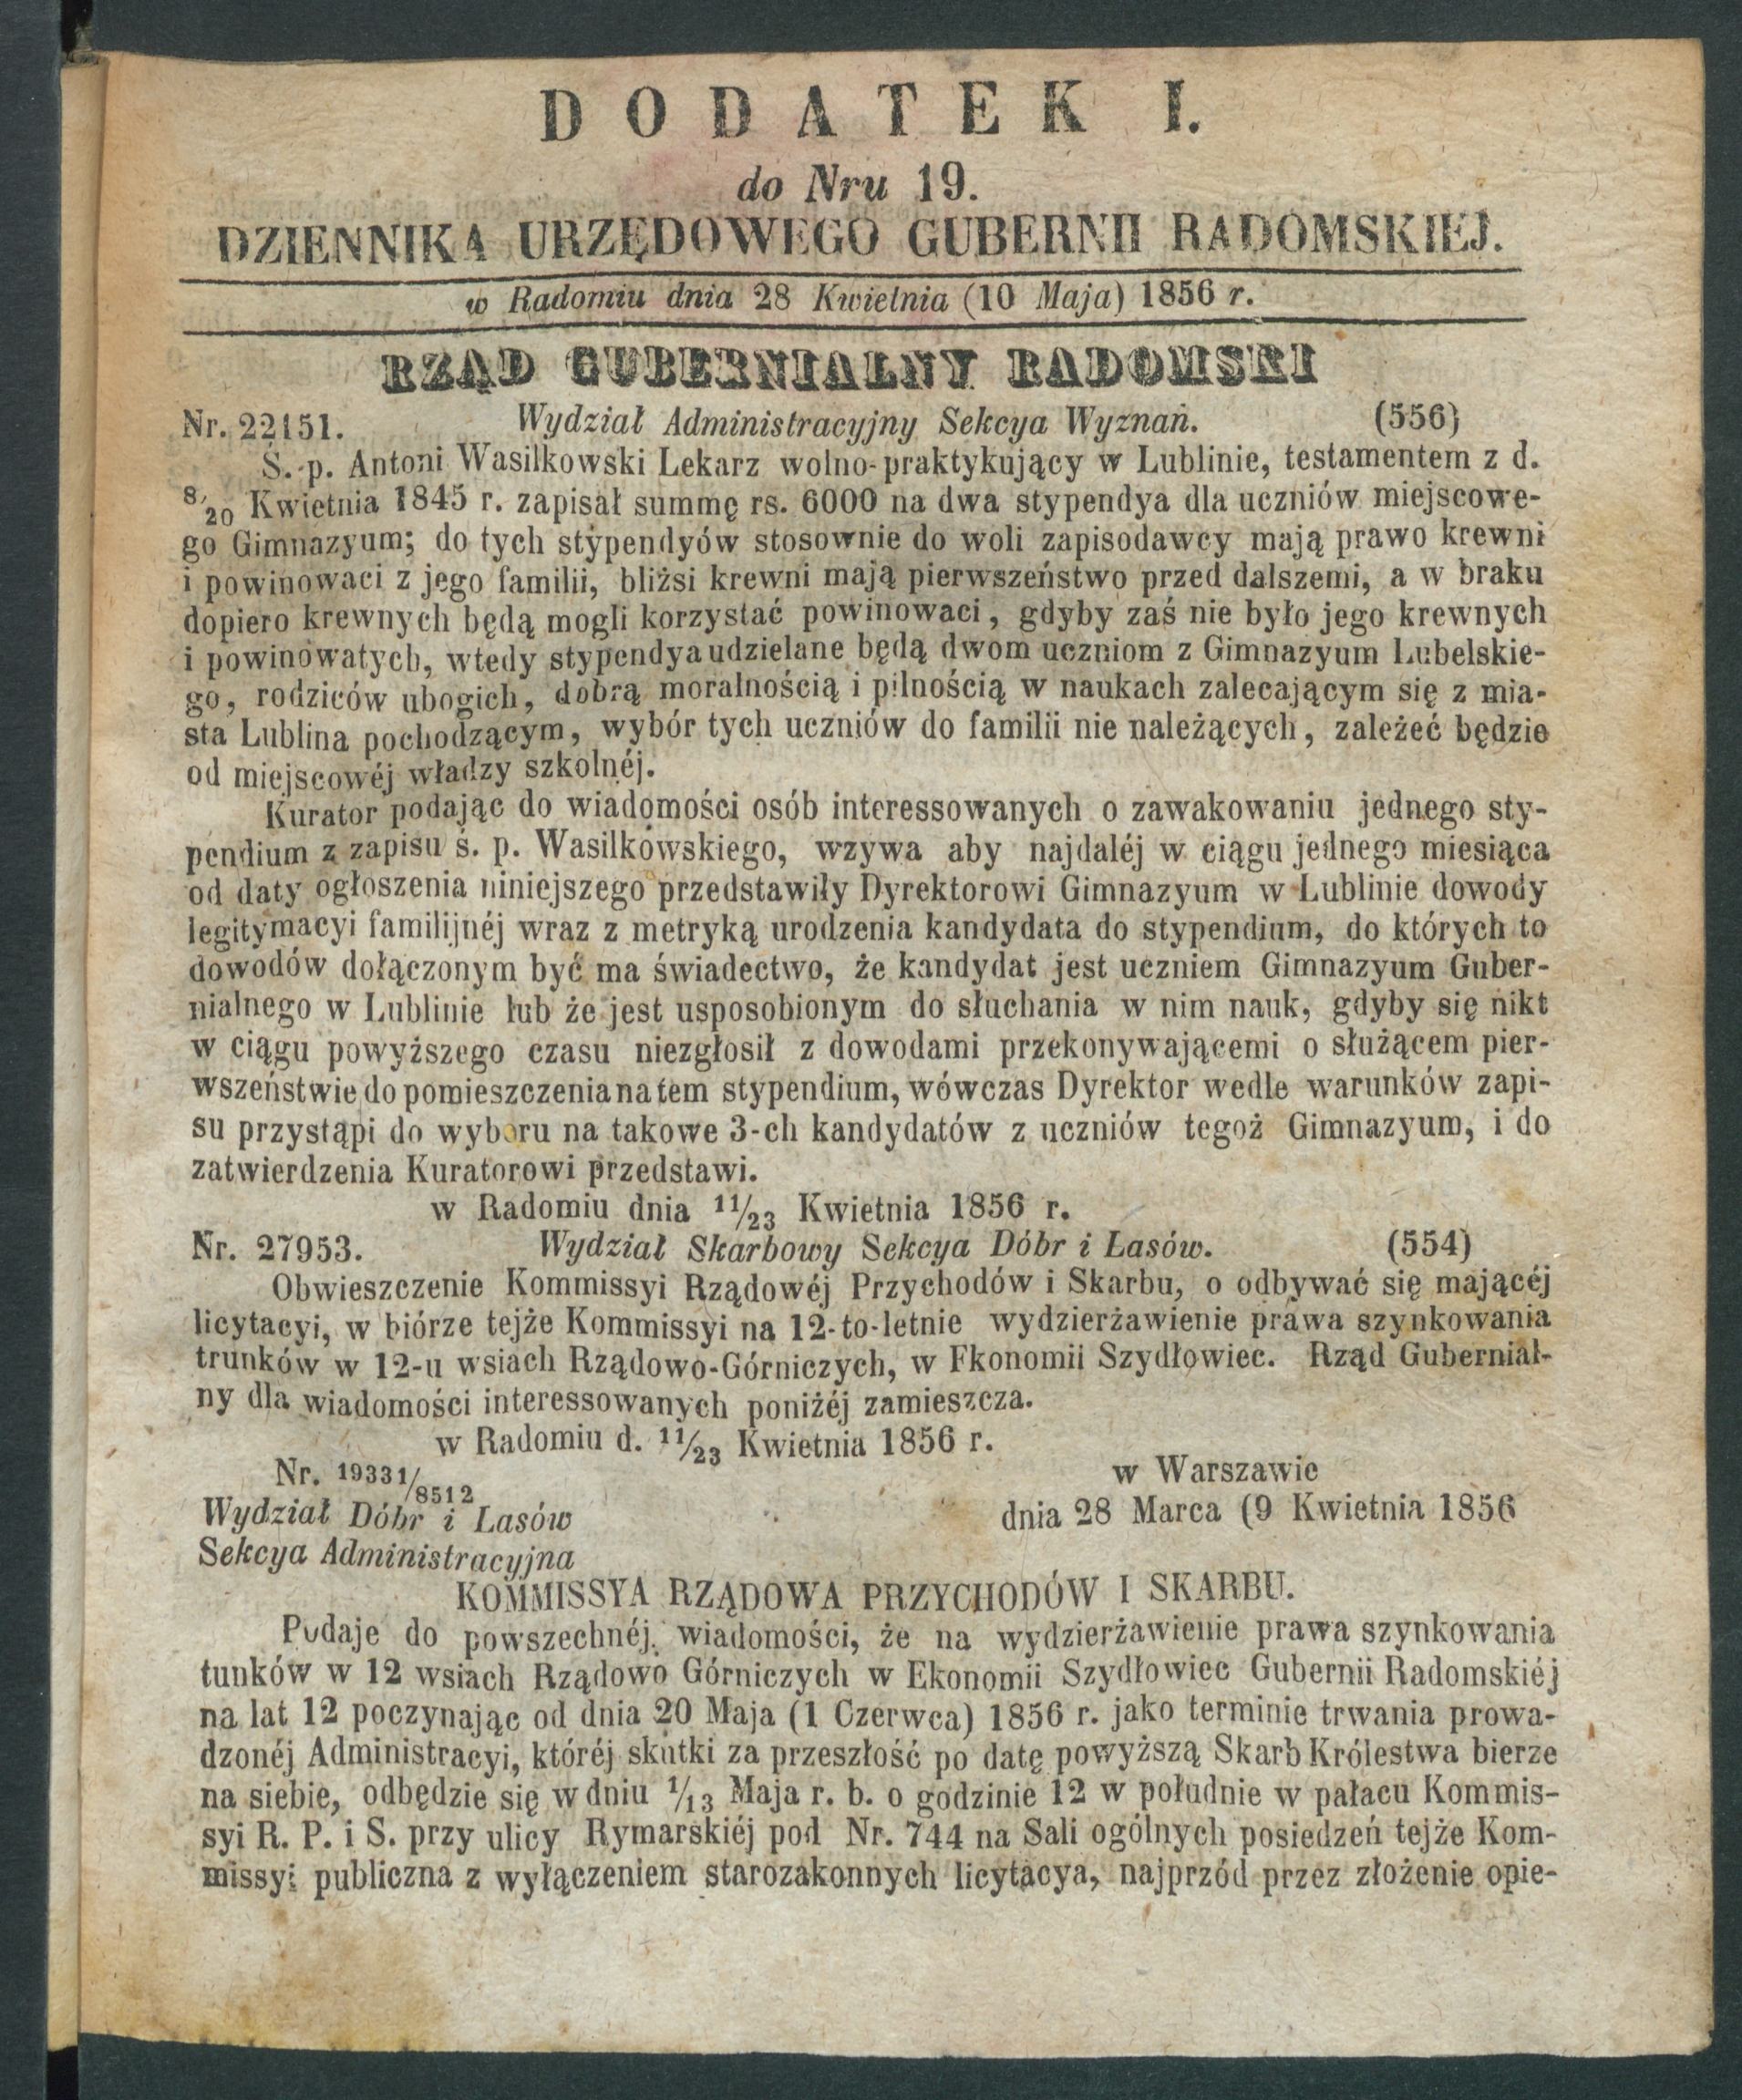 DODATEK I.
do Nru 19.
DZIENNIKA URZĘDOWEGO GUBERNII RADOMSKIEJ.
w Radomiu dnia 28 Kwietnia (10 Maja) 1856 r.
RZĄD GUBERNIALNY RADOMSKI
Nr. 22151. Wydział Administracyjny Sekcya Wyznań. (556)
Ś. p. Antoni Wasilkowski Lekarz wolno-praktykujący w Lublinie, testamentem z d.
8/20 Kwietnia 1845 r. zapisał summę rs. 6000 na dwa stypendya dla uczniów miejscowe-
go Gimnazyum; do tych stypendyów stosownie do woli zapisodawcy mają prawo krewni
i powinowaci z jego familii, bliżsi krewni mają pierwszeństwo przed dalszemi, a w braku
dopiero krewnych będą mogli korzystać powinowaci, gdyby zaś nie było jego krewnych
i powinowatych, wtedy stypendya udzielane będą dwom uczniom z Gimnazyum Lubelskie-
go, rodziców ubogich, dobrą moralnością i pilnością w naukach zalecającym się z mia-
sta Lublina pochodzącym, wybór tych uczniów do familii nie należących, zależeć będzie
od miejscowéj władzy szkolnéj.
Kurator podając do wiadomości osób interessowanych o zawakowaniu jednego sty-
pendium z zapisu ś. p. Wasilkowskiego, wzywa aby najdaléj w ciągu jednego miesiąca
od daty ogłoszenia niniejszego przedstawiły Dyrektorowi Gimnazyum w Lublinie dowody
legitymacyi familijnéj wraz z metryką urodzenia kandydata do stypendium, do których to
dowodów dołączonym być ma świadectwo, że kandydat jest uczniem Gimnazyum Guber-
nialnego w Lublinie lub że jest usposobionym do słuchania w nim nauk, gdyby się nikt
w ciągu powyższego czasu niezgłosił z dowodami przekonywającemi o służącem pier-
wszeństwie do pomieszczenia na tem stypendium, wówczas Dyrektor wedle warunków zapi-
su przystąpi do wyboru na takowe 3-ch kandydatów z uczniów tegoż Gimnazyum, i do
zatwierdzenia Kuratorowi przedstawi.
w Radomiu dnia 11/23 Kwietnia 1856 r.
Nr. 27953. Wydział Skarbowy Sekcya Dóbr i Lasów. (554)
Obwieszczenie Kommissyi Rządowéj Przychodów i Skarbu, o odbywać się mającéj
licytacyi, w biórze tejże Kommissyi na 12-to-letnie wydzierżawienie prawa szynkowania
trunków w 12-u wsiach Rządowo-Górniczych, w Fkonomii Szydłowiec. Rząd Gubernial-
ny dla wiadomości interessowanych poniżéj zamieszcza.
w Radomiu d. 11/23 Kwietnia 1856 r.
Nr. 19331/8512
w Warszawie
Wydział Dóbr i Lasów
dnia 28 Marca (9 Kwietnia 1856
Sekcya Administracyjna
KOMMISSYA RZĄDOWA PRZYCHODÓW I SKARBU.
Podaje do powszechnéj wiadomości, że na wydzierżawienie prawa szynkowania
tunków w 12 wsiach Rządowo Górniczych w Ekonomii Szydłowiec Gubernii Radomskiéj
na lat 12 poczynając od dnia 20 Maja (1 Czerwca) 1856 r. jako terminie trwania prowa-
dzonéj Administracyi, któréj skutki za przeszłość po datę powyższą Skarb Królestwa bierze
na siebie, odbędzie się w dniu 1/13 Maja r. b. o godzinie 12 w południe w pałacu Kommis-
syi R. P. i S. przy ulicy Rymarskiéj pod Nr. 744 na Sali ogólnych posiedzeń tejże Kom-
missyi publiczna z wyłączeniem starozakonnych licytacya, najprzód przez złożenie opie-